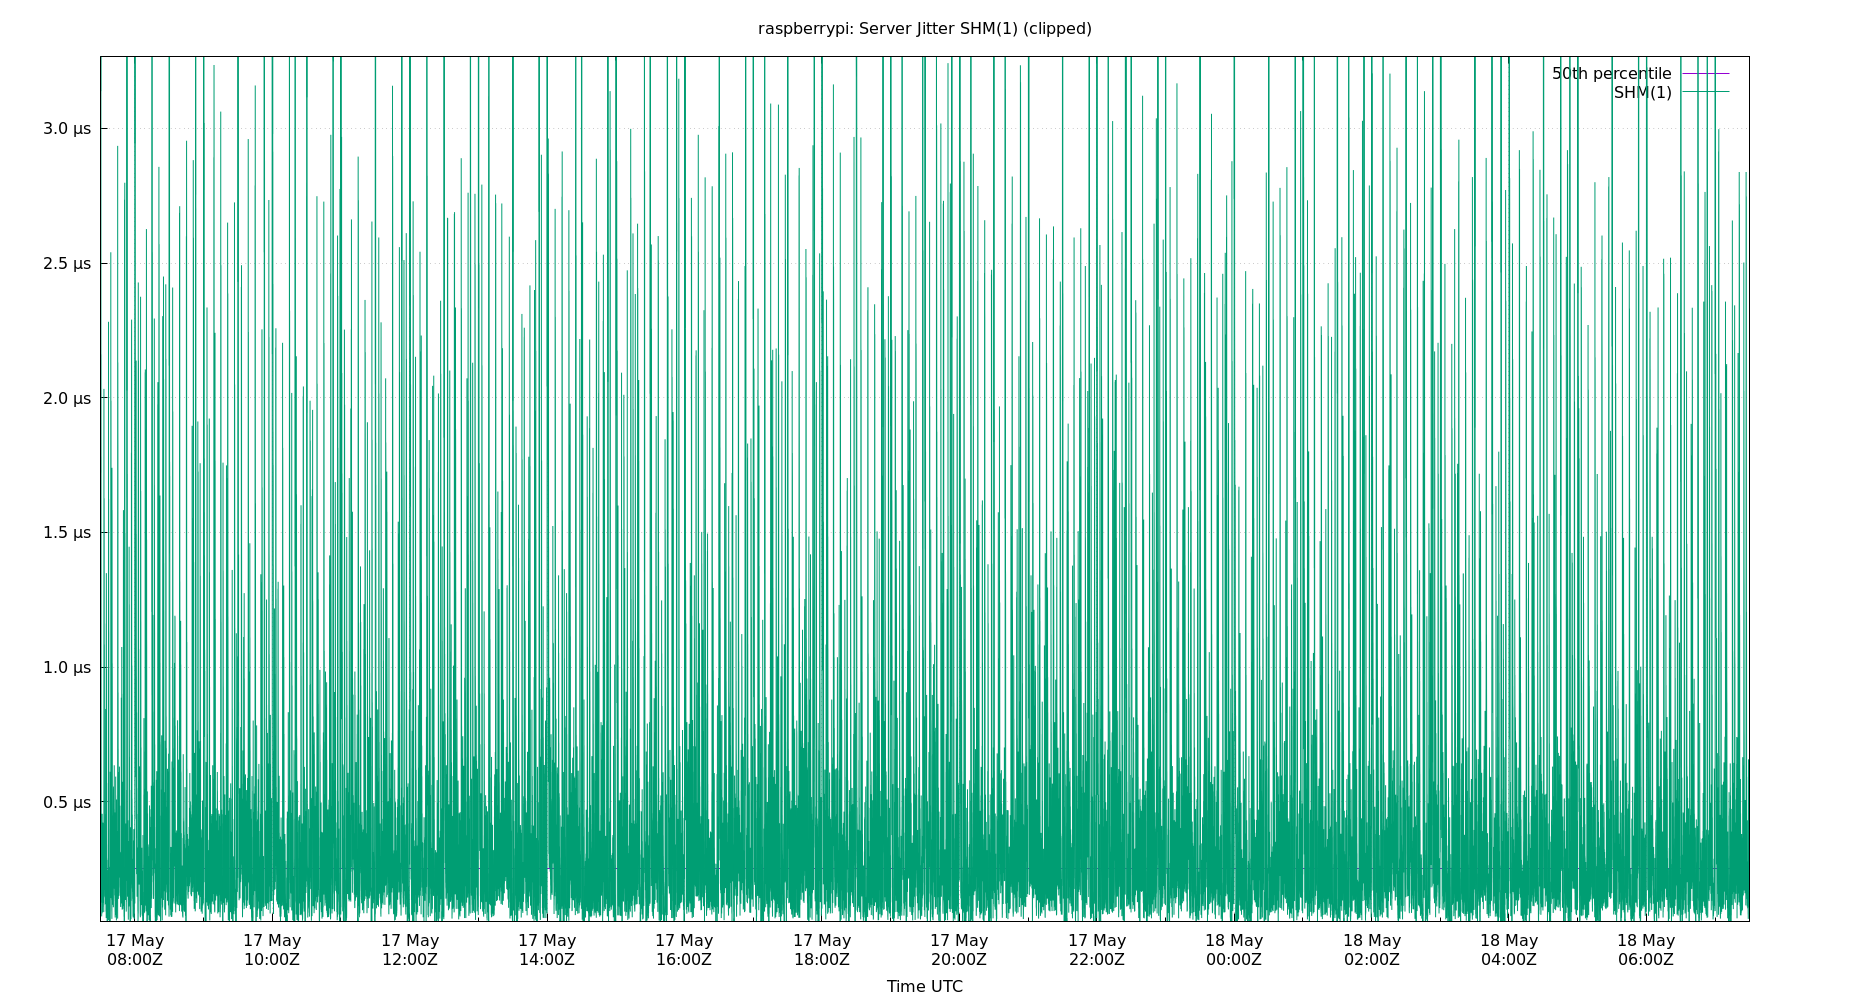 raspberrypi: Server Jitter SHM(1) (clipped)
50th percentile
SHM(1)
3.0 µs
2.5 µs
2.0 µs
1.5 µs
1.0 µs
0.5 µs
17 May 17 May 17 May 17 May 17 May 17 May 17 May 17 May 18 May 18 May 18 May 18 May
08:00Z 10:00Z 12:00Z 14:00Z 16:00Z 18:00Z 20:00Z 22:00Z 00:00Z 02:00Z 04:00Z 06:00Z
Time UTC